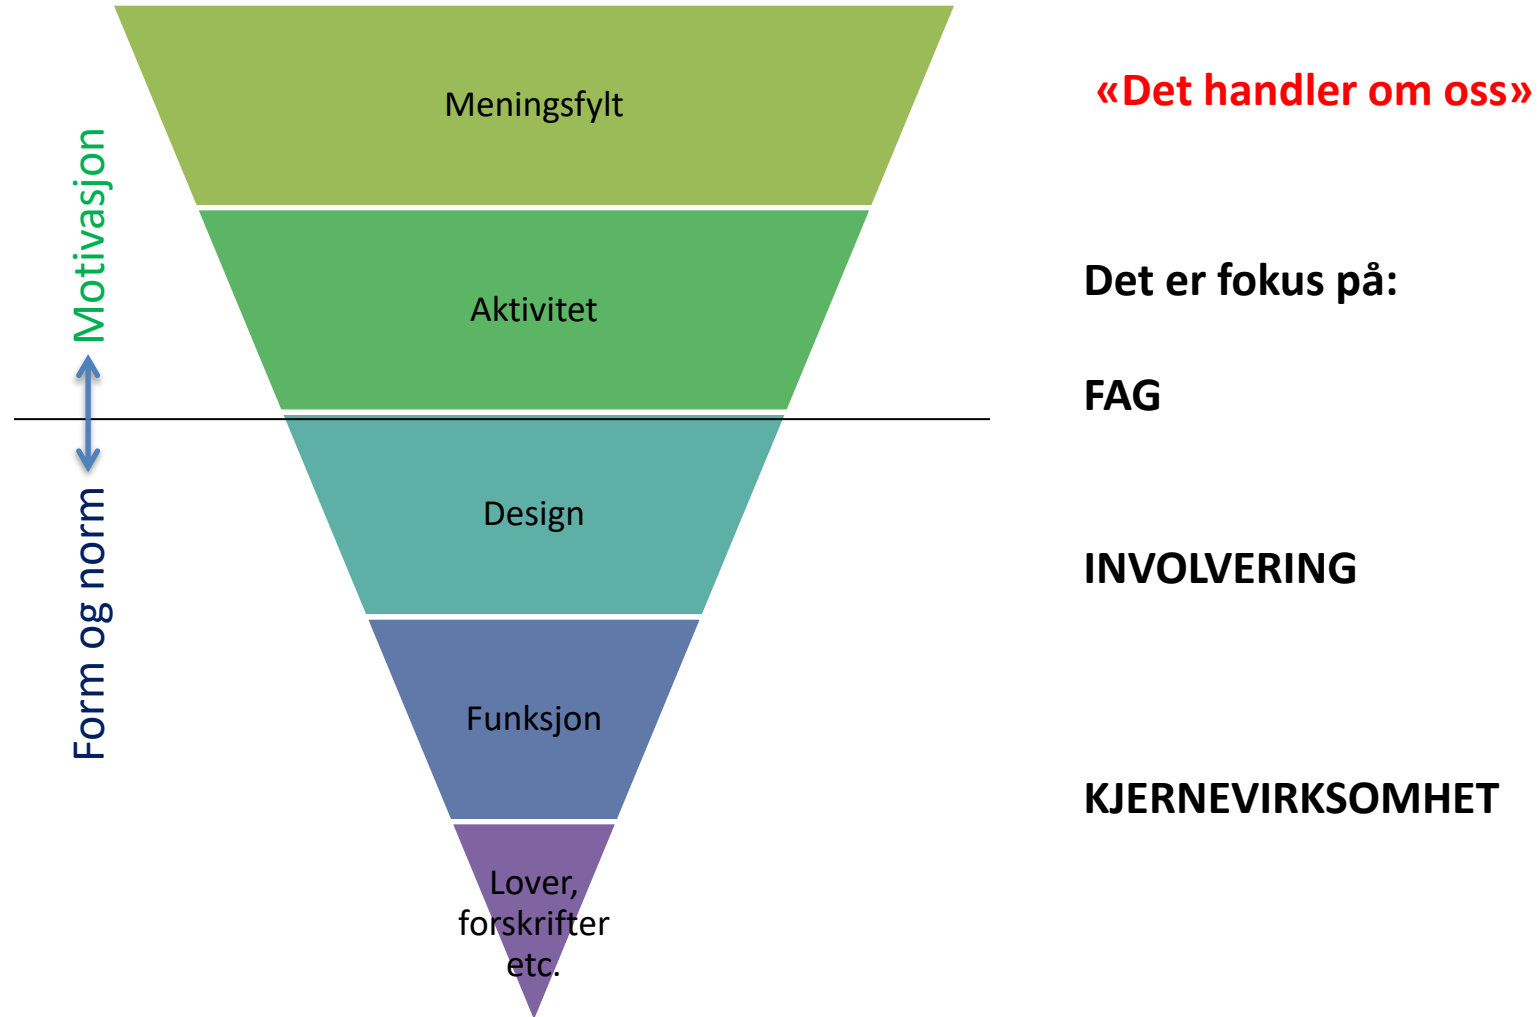 Motivasjon
Form og norm
Meningsfylt
Aktivitet
Design
Funksjon
Lover,
forskrifter
etc.
«Det handler om oss»
Det er fokus på:
FAG
INVOLVERING
KJERNEVIRKSOMHET